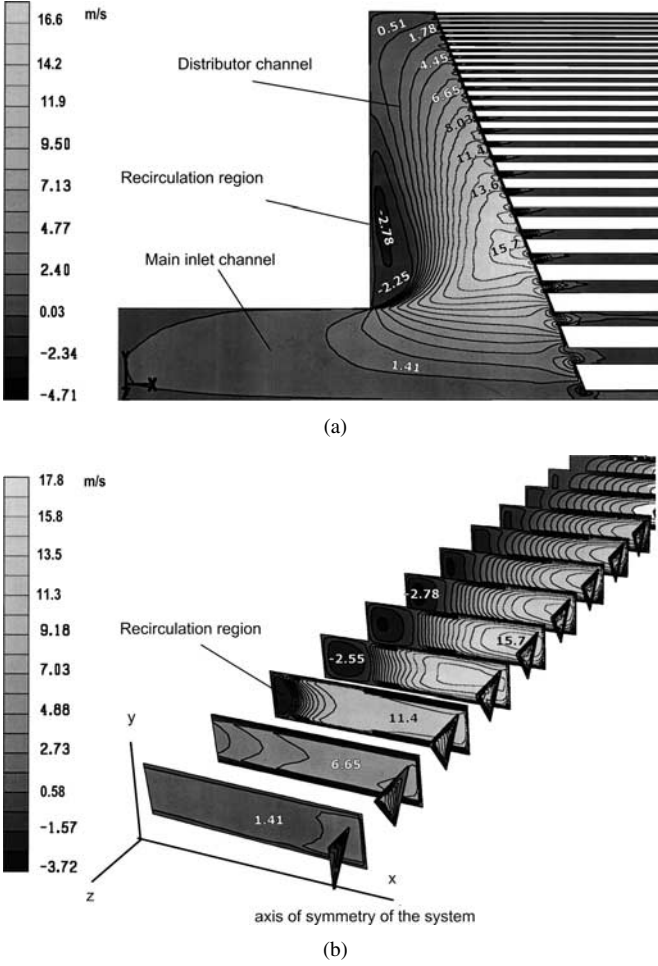 16.6 m/s
14.2
11.9
9.50
7.13
4.77
2.40
0.03
-2.34
-4.71
0.51
1.78
Distributor channel
4.45
6.65
8.03
11.4
Recirculation region
13.6
-2.78
15.7
Main inlet channel
-2.25
1.41
Y
X
(a)
17.8 m/s
15.8
13.5
11.3
9.18
7.03
4.88
2.73
0.58
-1.57
-3.72
-2.78
Recirculation region
15.7
-2.55
11.4
y
6.65
1.41
z
x
axis of symmetry of the system
(b)